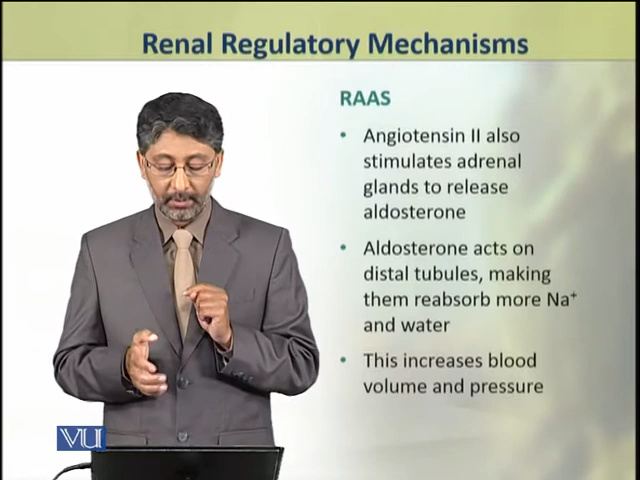 Renal Regulatory Mechanisms
RAAS
• Angiotensin II also
stimulates adrenal
glands to release
aldosterone
• Aldosterone acts on
distal tubules, making
them reabsorb more Na⁺
and water
• This increases blood
volume and pressure
VU